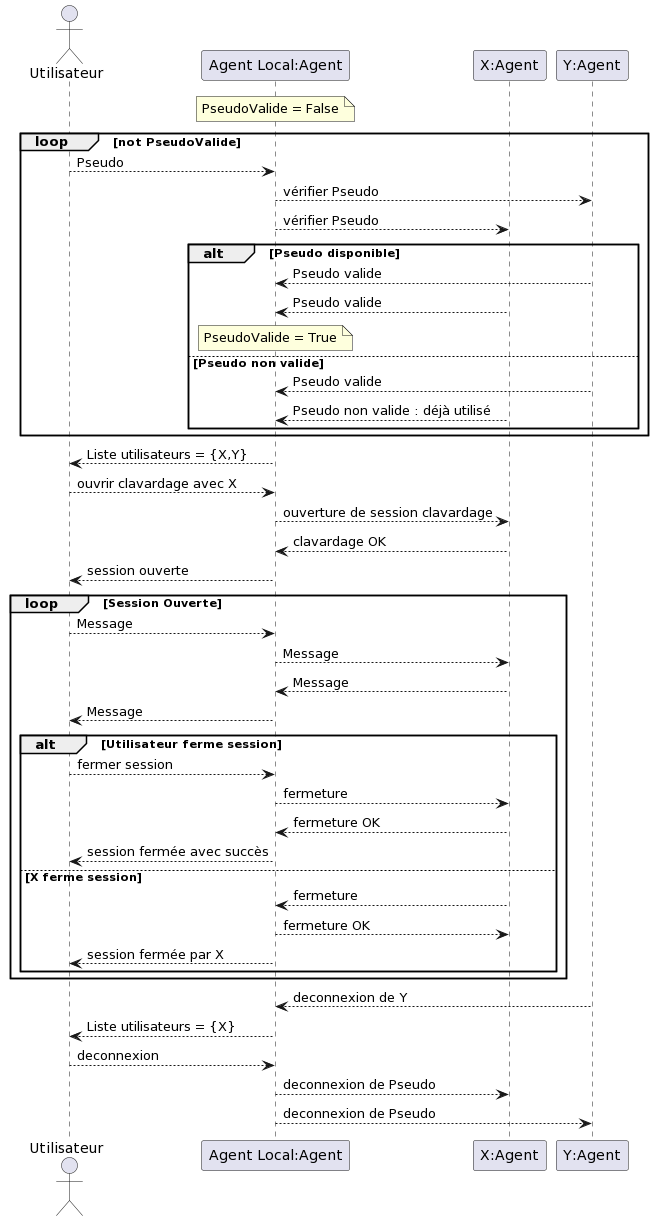 Utilisateur
Agent Local:Agent
X:Agent
Y:Agent
PseudoValide = False
loop
[not PseudoValide]
Pseudo
vérifier Pseudo
vérifier Pseudo
alt
[Pseudo disponible]
Pseudo valide
Pseudo valide
PseudoValide = True
[Pseudo non valide]
Pseudo valide
Pseudo non valide : déjà utilisé
Liste utilisateurs = {X,Y}
ouvrir clavardage avec X
ouverture de session clavardage
clavardage OK
session ouverte
loop
[Session Ouverte]
Message
Message
Message
Message
alt
[Utilisateur ferme session]
fermer session
fermeture
fermeture OK
session fermée avec succès
[X ferme session]
fermeture
fermeture OK
session fermée par X
deconnexion de Y
Liste utilisateurs = {X}
deconnexion
deconnexion de Pseudo
deconnexion de Pseudo
Utilisateur
Agent Local:Agent
X:Agent
Y:Agent